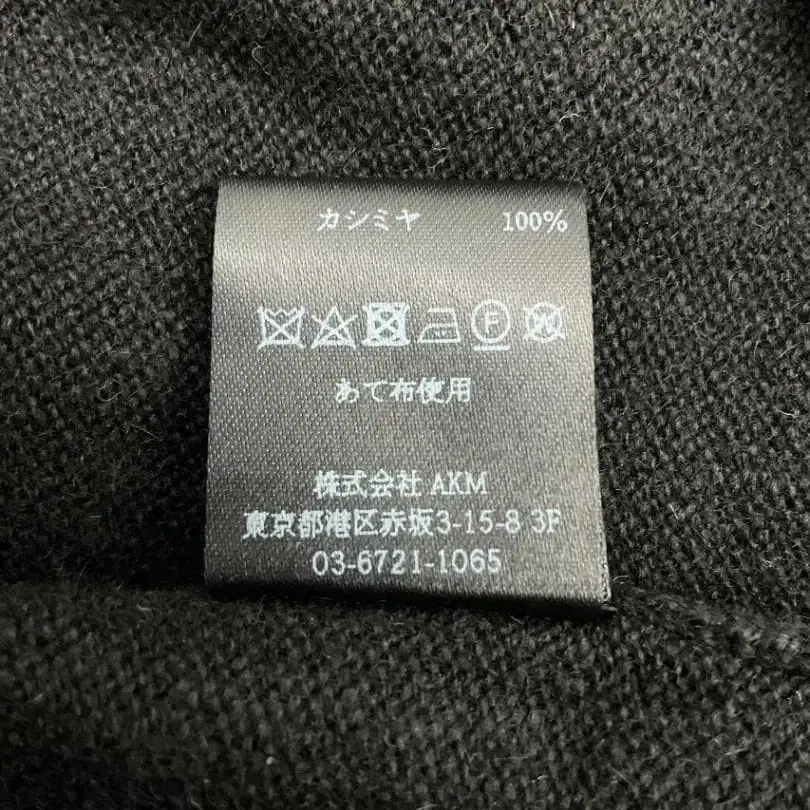 カシミヤ 100%
F W
あて布使用
株式会社 AKM
東京都港区赤坂3-15-8 3F
03-6721-1065